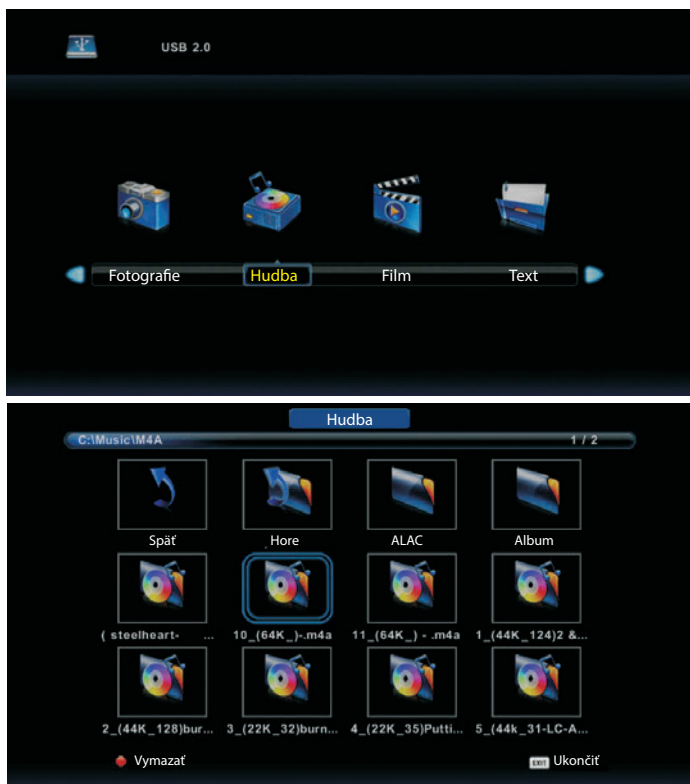 USB 2.0
Fotografie Hudba Film Text
Hudba
C:\Music\M4A 1 / 2
Späť Hore ALAC Album
( steelheart- ... 10_(64K_)-.m4a 11_(64K_) - .m4a 1_(44K_124)2 &...
2_(44K_128)bur... 3_(22K_32)burn... 4_(22K_35)Putti... 5_(44k_31-LC-A...
Vymazať EXIT Ukončiť